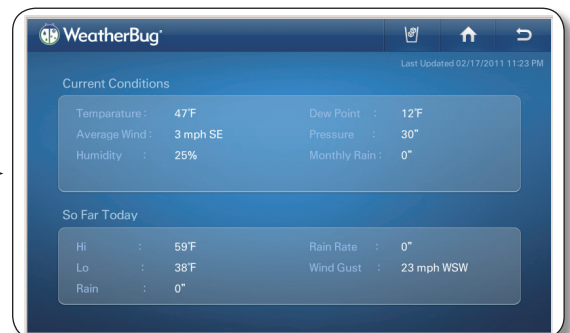 WeatherBug®
Last Updated 02/17/2011 11:23 PM
Current Conditions
Temparature : 47°F Dew Point : 12°F
Average Wind : 3 mph SE Pressure : 30"
Humidity : 25% Monthly Rain : 0"
So Far Today
Hi : 59°F Rain Rate : 0"
Lo : 38°F Wind Gust : 23 mph WSW
Rain : 0"